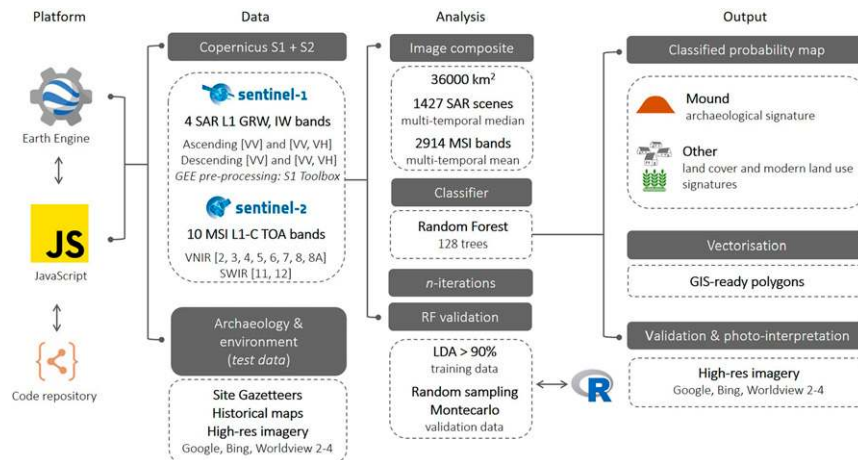 Platform
Earth Engine
JS
JavaScript
Code repository
Data
Copernicus S1 + S2
sentinel-1
4 SAR L1 GRW, IW bands
Ascending [VV] and [VV, VH]
Descending [VV] and [VV, VH]
GEE pre-processing: S1 Toolbox
sentinel-2
10 MSI L1-C TOA bands
VNIR [2, 3, 4, 5, 6, 7, 8, 8A]
SWIR [11, 12]
Archaeology &
environment
(test data)
Site Gazetteers
Historical maps
High-res imagery
Google, Bing, Worldview 2-4
Analysis
Image composite
36000 km²
1427 SAR scenes
multi-temporal median
2914 MSI bands
multi-temporal mean
Classifier
Random Forest
128 trees
n-iterations
RF validation
LDA > 90%
training data
Random sampling
Montecarlo
validation data
R
Output
Classified probability map
Mound
archaeological signature
Other
land cover and modern land use
signatures
Vectorisation
GIS-ready polygons
Validation & photo-interpretation
High-res imagery
Google, Bing, Worldview 2-4